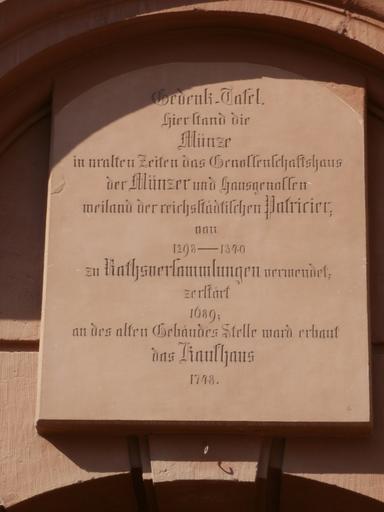 Gedenk-Tafel.
Hier stand die
Münze
in uralten Zeiten das Genossenschaftshaus
der Münzer und Hausgenossen
weiland der reichsstädtischen Patricier,
von
1298—1340
zu Rathsversammlungen verwendet,
zerstört
1689,
an des alten Gebäudes Stelle ward erbaut
das Kaufhaus
1748.